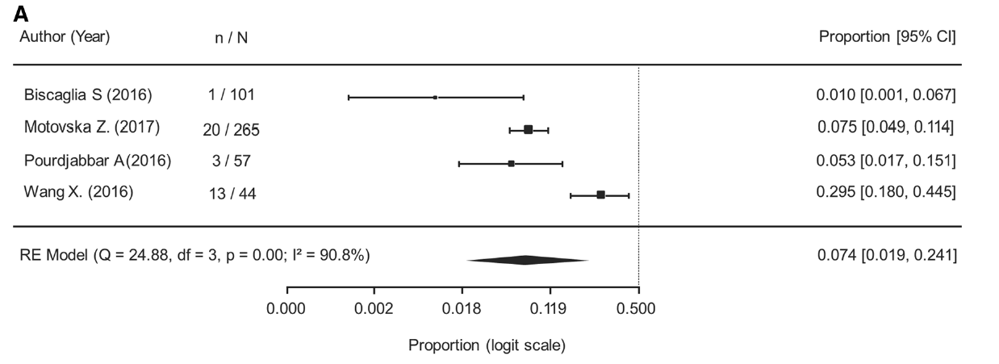 A
Author (Year) n / N Proportion [95% CI]
Biscaglia S (2016) 1 / 101 0.010 [0.001, 0.067]
Motovska Z. (2017) 20 / 265 0.075 [0.049, 0.114]
Pourdjabbar A(2016) 3 / 57 0.053 [0.017, 0.151]
Wang X. (2016) 13 / 44 0.295 [0.180, 0.445]
RE Model (Q = 24.88, df = 3, p = 0.00; I² = 90.8%) 0.074 [0.019, 0.241]
0.000 0.002 0.018 0.119 0.500
Proportion (logit scale)